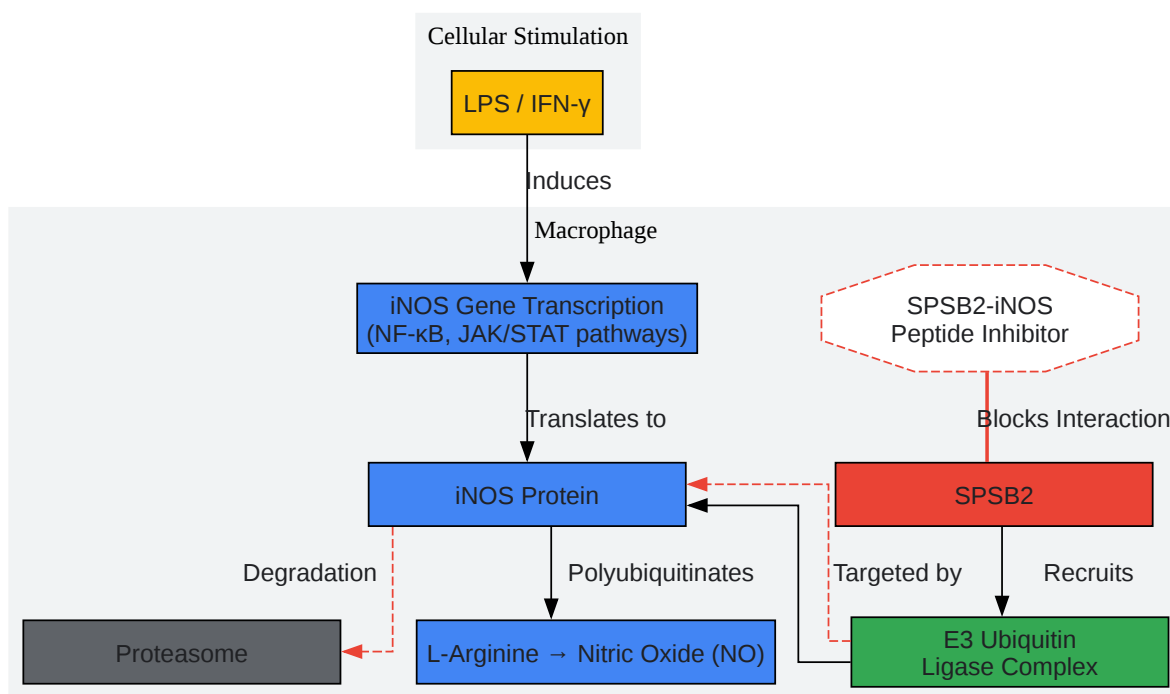 Cellular Stimulation
LPS / IFN-γ
Induces
Macrophage
iNOS Gene Transcription
(NF-κB, JAK/STAT pathways)
SPSB2-iNOS
Peptide Inhibitor
Translates to
Blocks Interaction
iNOS Protein
SPSB2
Degradation
Polyubiquitinates
Targeted by
Recruits
Proteasome
L-Arginine → Nitric Oxide (NO)
E3 Ubiquitin
Ligase Complex